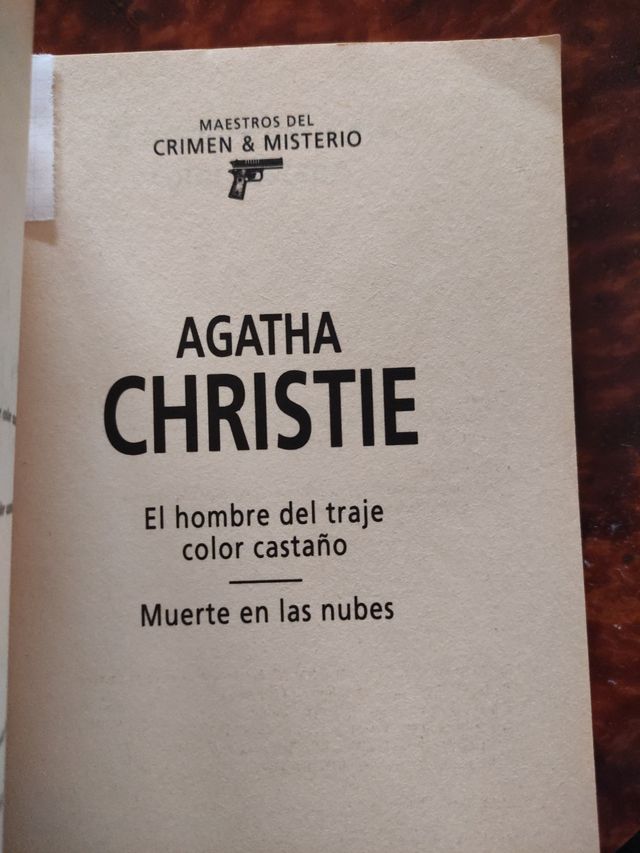 MAESTROS DEL
CRIMEN & MISTERIO
AGATHA
CHRISTIE
El hombre del traje
color castaño
Muerte en las nubes